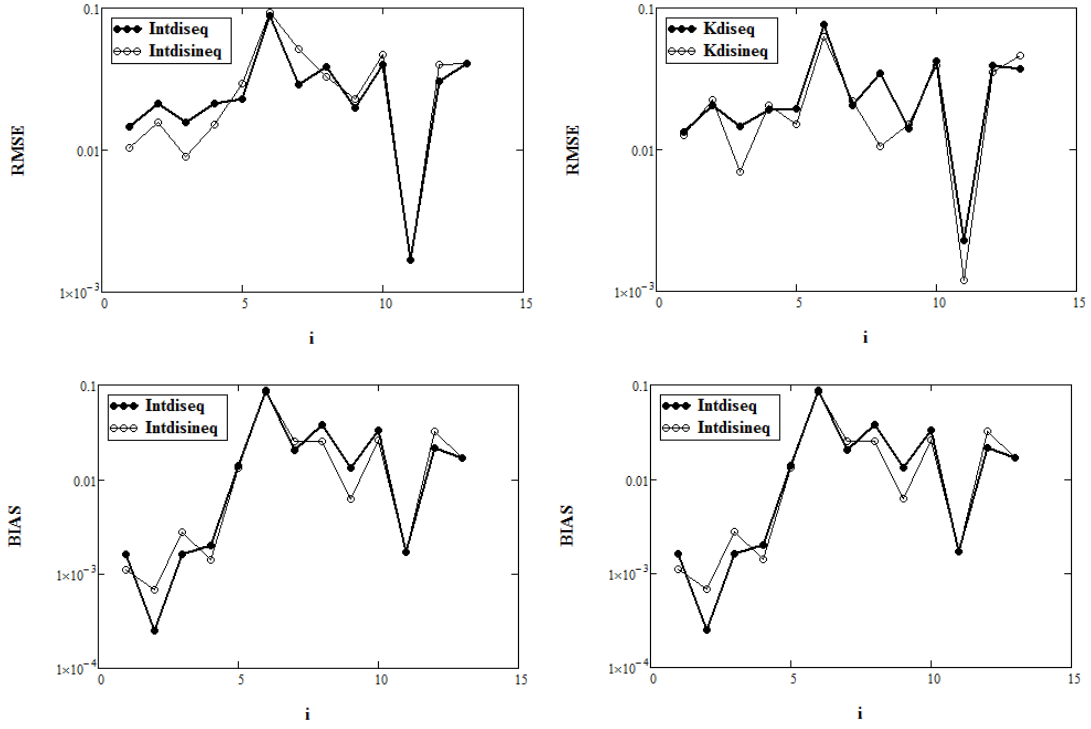 0.1
Intdiseq
Intdisineq
RMSE
0.01
1×10⁻³
0
5
10
15
i
0.1
Kdiseq
Kdisineq
RMSE
0.01
1×10⁻³
0
5
10
15
i
0.1
Intdiseq
Intdisineq
0.01
BIAS
1×10⁻³
1×10⁻⁴
0
5
10
15
i
0.1
Intdiseq
Intdisineq
0.01
BIAS
1×10⁻³
1×10⁻⁴
0
5
10
15
i